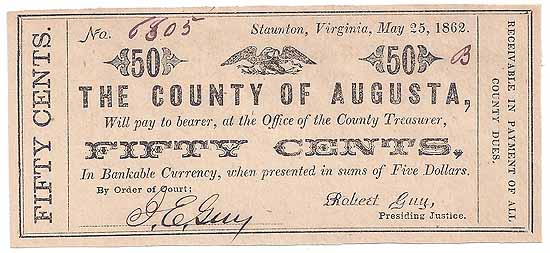 FIFTY CENTS.
No. 6805 Staunton, Virginia, May 25, 1862.
50 50 B
THE COUNTY OF AUGUSTA,
Will pay to bearer, at the Office of the County Treasurer,
FIFTY CENTS,
In Bankable Currency, when presented in sums of Five Dollars.
By Order of Court;
J. E. Guy Robert Guy,
Presiding Justice.
RECEIVABLE IN PAYMENT OF ALL
COUNTY DUES.